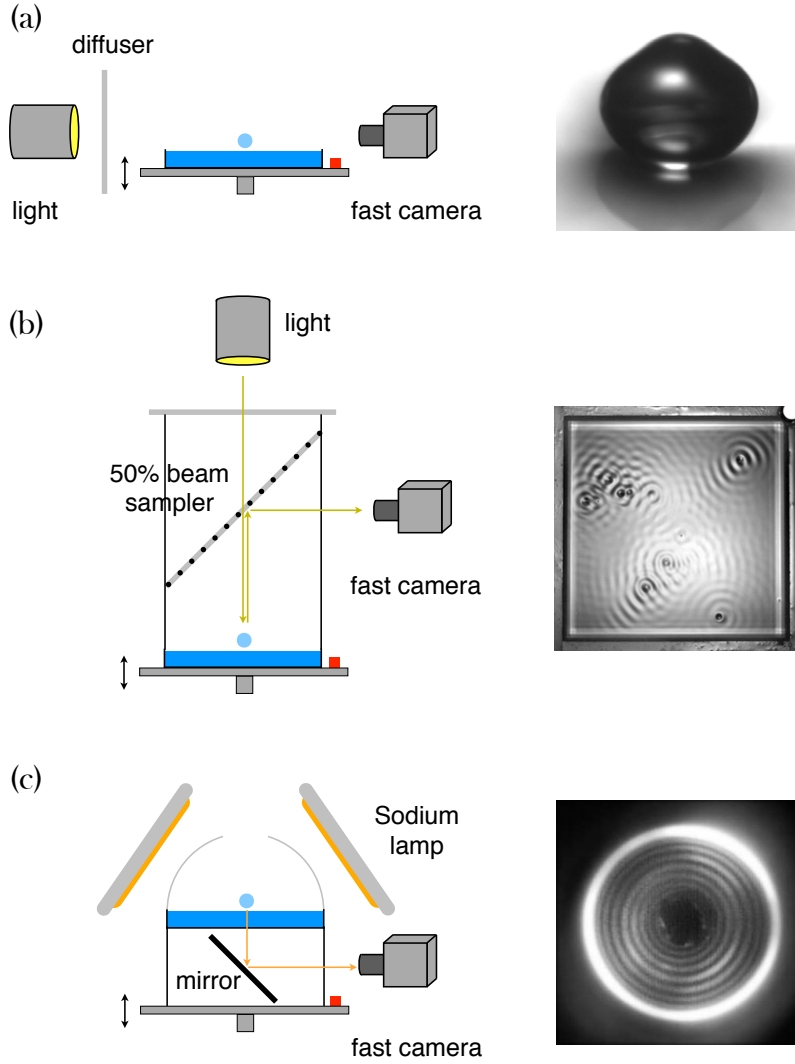 (a)
diffuser
light
fast camera
(b)
light
50% beam
sampler
fast camera
(c)
Sodium
lamp
mirror
fast camera